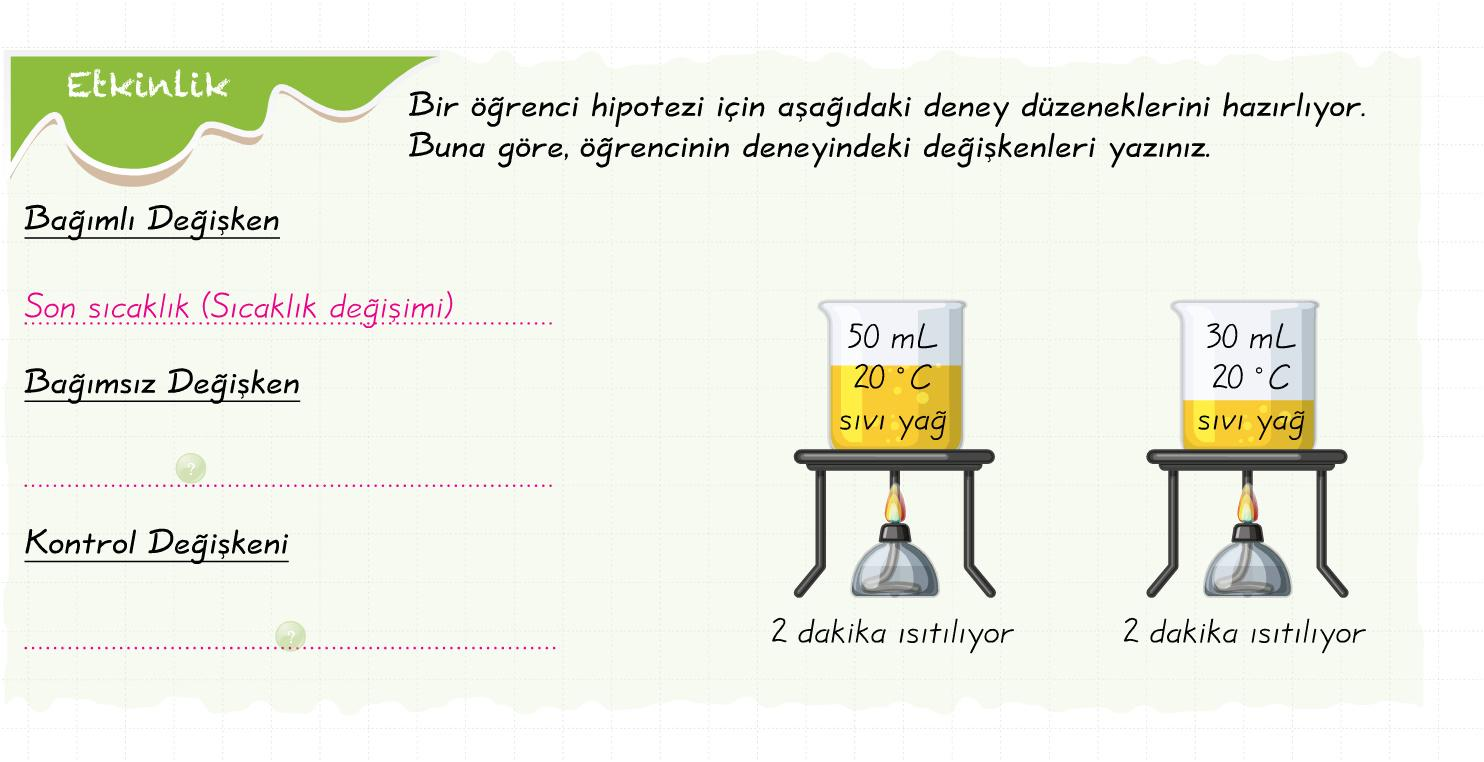 Etkinlik
Bir öğrenci hipotezi için aşağıdaki deney düzeneklerini hazırlıyor.
Buna göre, öğrencinin deneyindeki değişkenleri yazınız.
Bağımlı Değişken
Son sıcaklık (Sıcaklık değişimi)
Bağımsız Değişken
?
Kontrol Değişkeni
?
50 mL
20 °C
sıvı yağ
2 dakika ısıtılıyor
30 mL
20 °C
sıvı yağ
2 dakika ısıtılıyor